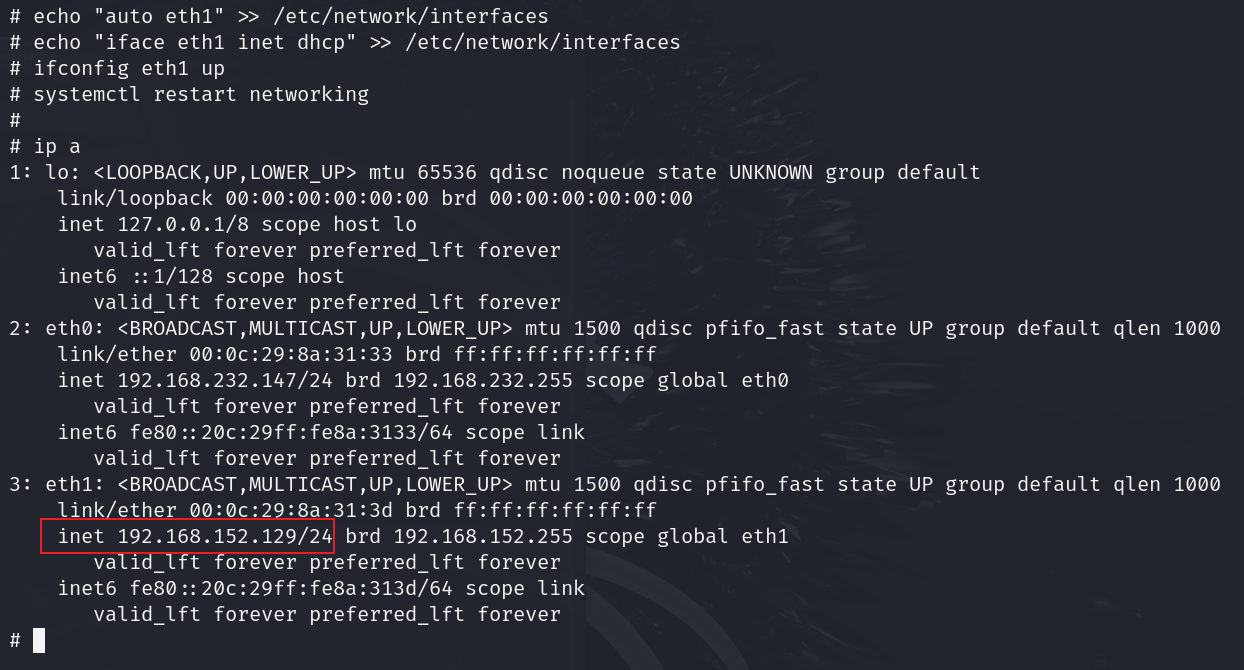 # echo "auto eth1" >> /etc/network/interfaces
# echo "iface eth1 inet dhcp" >> /etc/network/interfaces
# ifconfig eth1 up
# systemctl restart networking
#
# ip a
1: lo: <LOOPBACK,UP,LOWER_UP> mtu 65536 qdisc noqueue state UNKNOWN group default
    link/loopback 00:00:00:00:00:00 brd 00:00:00:00:00:00
    inet 127.0.0.1/8 scope host lo
       valid_lft forever preferred_lft forever
    inet6 ::1/128 scope host
       valid_lft forever preferred_lft forever
2: eth0: <BROADCAST,MULTICAST,UP,LOWER_UP> mtu 1500 qdisc pfifo_fast state UP group default qlen 1000
    link/ether 00:0c:29:8a:31:33 brd ff:ff:ff:ff:ff:ff
    inet 192.168.232.147/24 brd 192.168.232.255 scope global eth0
       valid_lft forever preferred_lft forever
    inet6 fe80::20c:29ff:fe8a:3133/64 scope link
       valid_lft forever preferred_lft forever
3: eth1: <BROADCAST,MULTICAST,UP,LOWER_UP> mtu 1500 qdisc pfifo_fast state UP group default qlen 1000
    link/ether 00:0c:29:8a:31:3d brd ff:ff:ff:ff:ff:ff
    inet 192.168.152.129/24 brd 192.168.152.255 scope global eth1
       valid_lft forever preferred_lft forever
    inet6 fe80::20c:29ff:fe8a:313d/64 scope link
       valid_lft forever preferred_lft forever
#